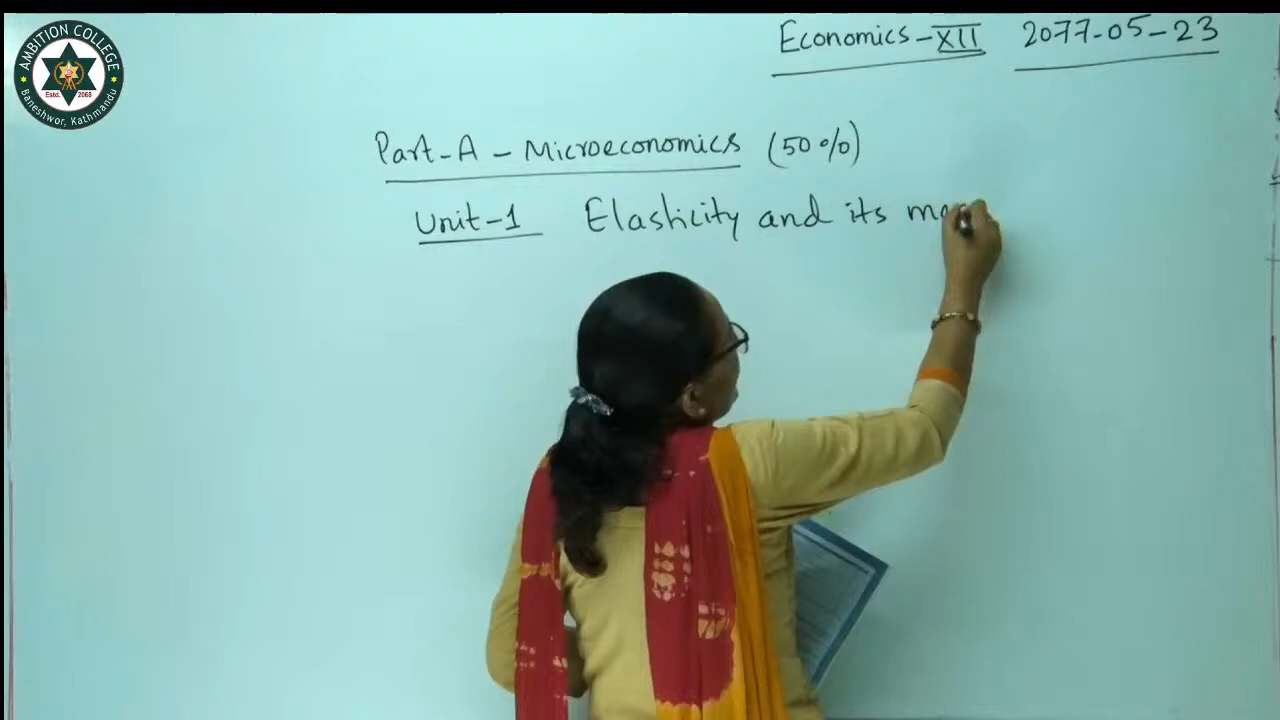 AMBITION COLLEGE
Estd. 2068
Baneshwor, Kathmandu
Economics-XII 2077-05-23
Part-A - Microeconomics (50%)
Unit-1 Elasticity and its